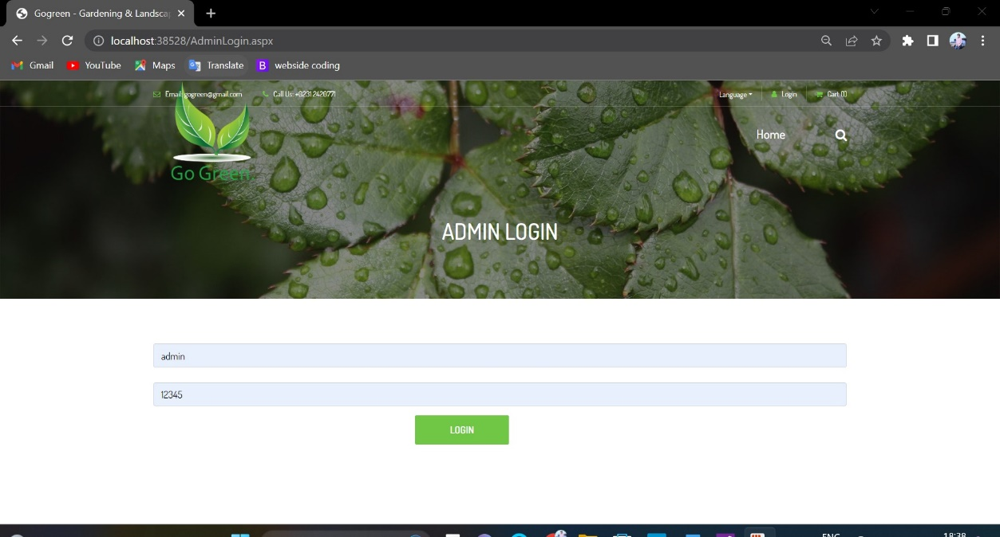 Gogreen - Gardening & Landsca
localhost:38528/AdminLogin.aspx
Gmail YouTube Maps Translate B webside coding
Email: gogreen@gmail.com Call Us: +0231 2420771 Language Login Cart (1)
Home
Go Green
ADMIN LOGIN
admin
12345
LOGIN
ENG 18:38